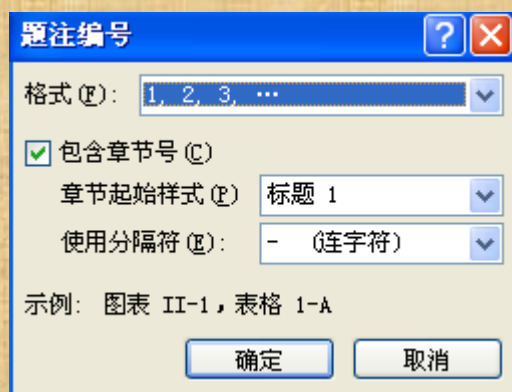 题注编号
格式(F): 1, 2, 3, …
包含章节号(C)
章节起始样式(P) 标题 1
使用分隔符(E): - (连字符)
示例: 图表 II-1，表格 1-A
确定 取消